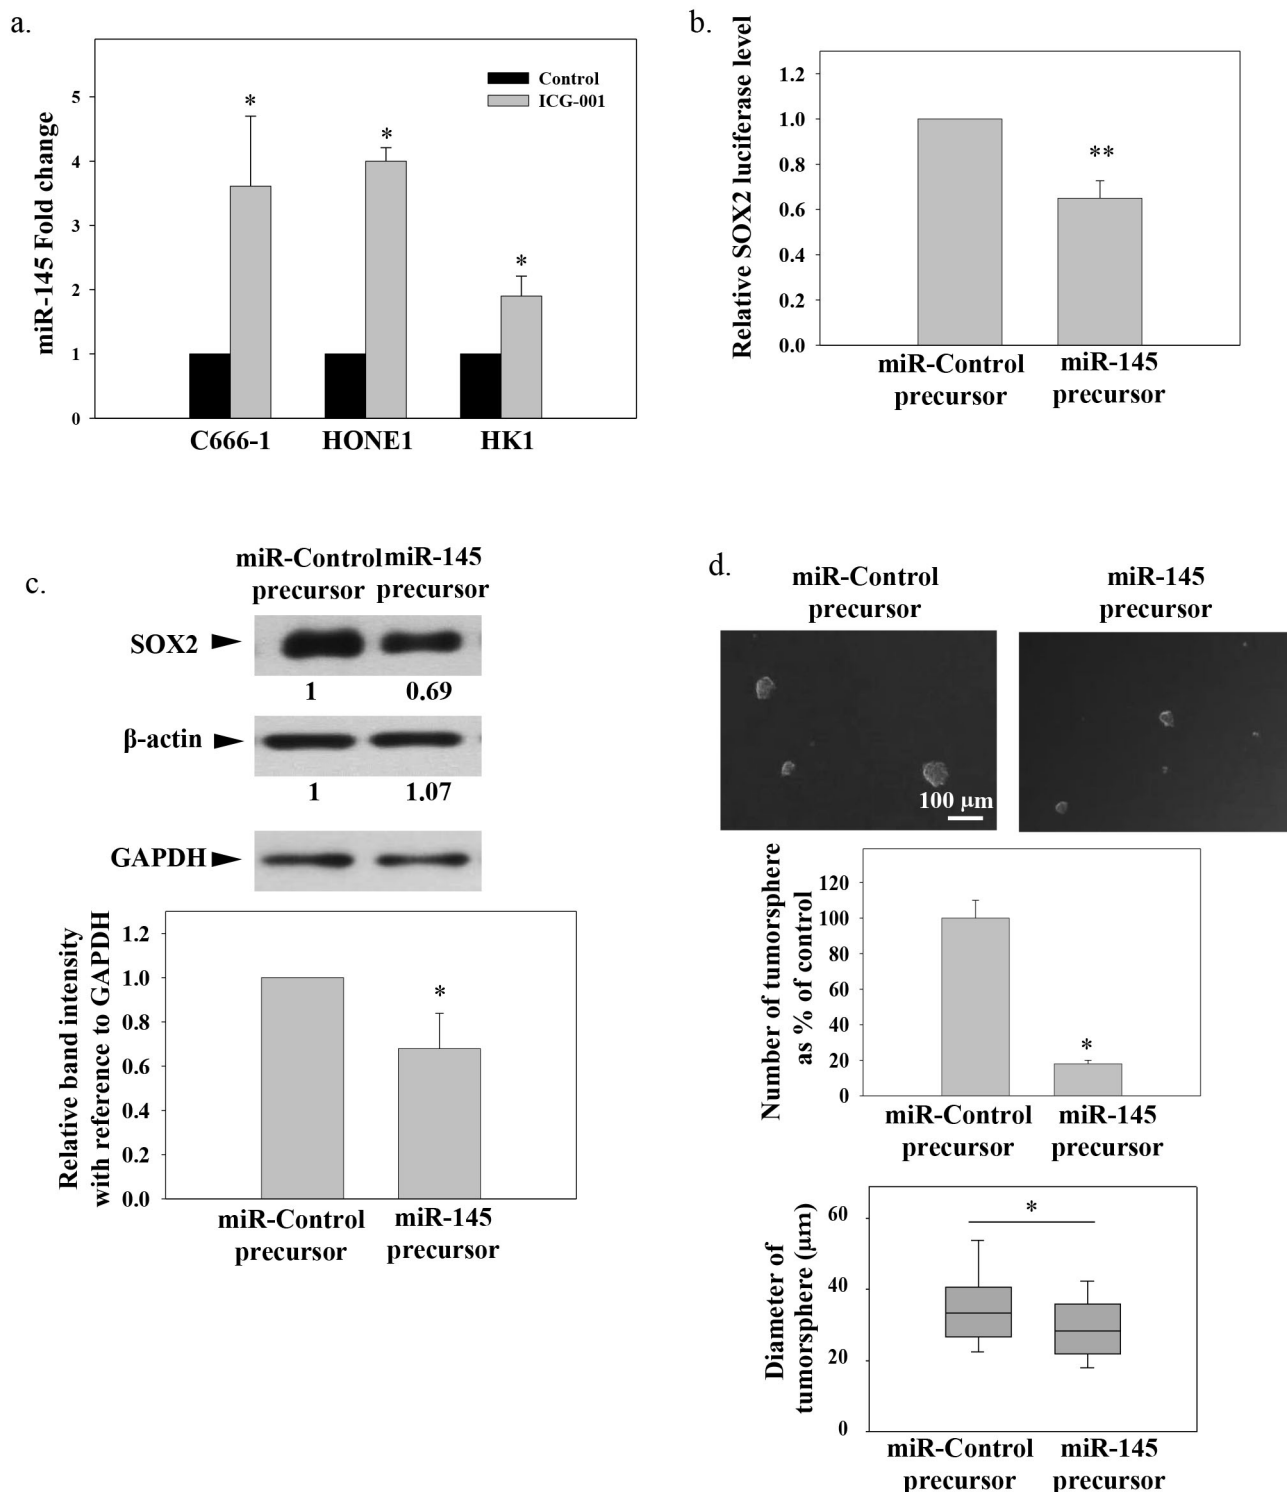 a.
miR-145 Fold change
5
4
3
2
1
0
*
*
*
Control
ICG-001
C666-1
HONE1
HK1
b.
Relative SOX2 luciferase level
1.2
1.0
0.8
0.6
0.4
0.2
0.0
**
miR-Control
precursor
miR-145
precursor
c.
miR-Control
precursor
miR-145
precursor
SOX2
1
0.69
β-actin
1
1.07
GAPDH
Relative band intensity
with reference to GAPDH
1.2
1.0
0.8
0.6
0.4
0.2
0.0
*
miR-Control
precursor
miR-145
precursor
d.
miR-Control
precursor
miR-145
precursor
100 μm
Number of tumorsphere
as % of control
120
100
80
60
40
20
0
*
miR-Control
precursor
miR-145
precursor
Diameter of
tumorsphere (μm)
60
40
20
0
*
miR-Control
precursor
miR-145
precursor